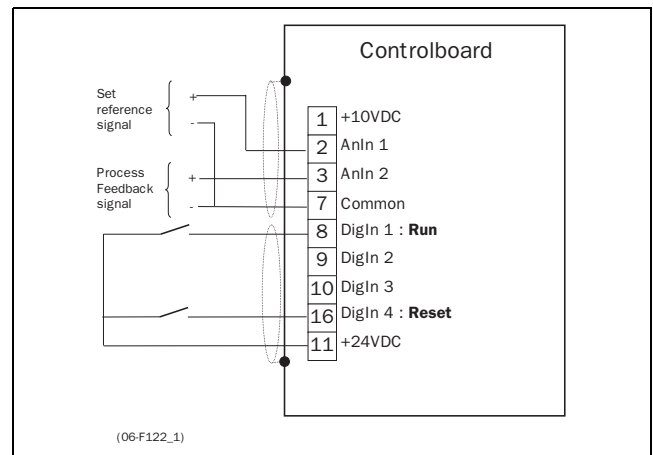 Controlboard
Set
reference
signal
+
-
Process
Feedback
signal
+
-
1 +10VDC
2 AnIn 1
3 AnIn 2
7 Common
8 DigIn 1 : Run
9 DigIn 2
10 DigIn 3
16 DigIn 4 : Reset
11 +24VDC
(06-F122_1)